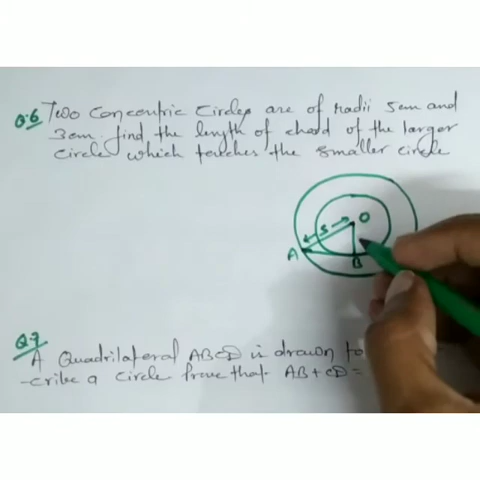 Q.6 Two concentric circles are of radii 5cm and
3cm. find the length of chord of the larger
circle which touches the smaller circle
O
5
A
B
Q.7
A Quadrilateral ABCD is drawn to
-cribe a circle prove that AB + CD =